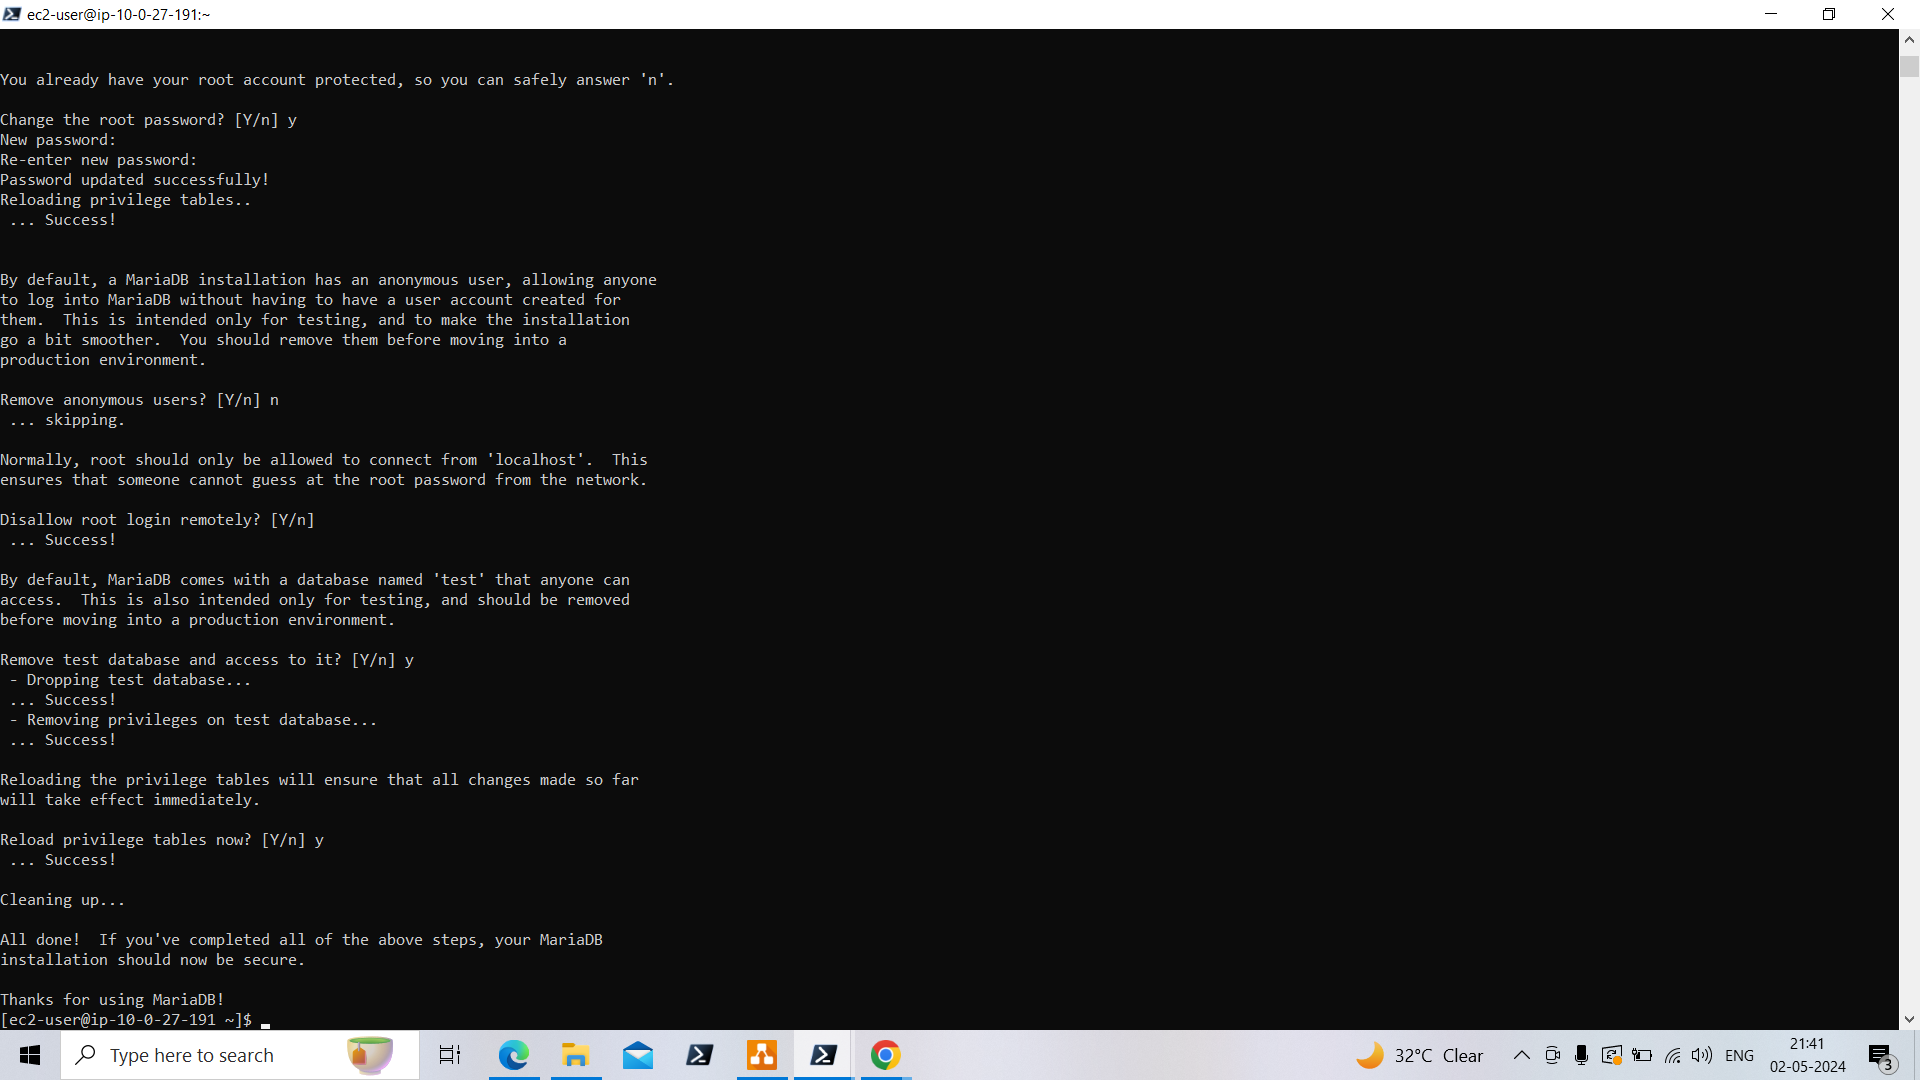 ec2-user@ip-10-0-27-191:~
You already have your root account protected, so you can safely answer 'n'.
Change the root password? [Y/n] y
New password:
Re-enter new password:
Password updated successfully!
Reloading privilege tables..
 ... Success!
By default, a MariaDB installation has an anonymous user, allowing anyone
to log into MariaDB without having to have a user account created for
them.  This is intended only for testing, and to make the installation
go a bit smoother.  You should remove them before moving into a
production environment.
Remove anonymous users? [Y/n] n
 ... skipping.
Normally, root should only be allowed to connect from 'localhost'.  This
ensures that someone cannot guess at the root password from the network.
Disallow root login remotely? [Y/n]
 ... Success!
By default, MariaDB comes with a database named 'test' that anyone can
access.  This is also intended only for testing, and should be removed
before moving into a production environment.
Remove test database and access to it? [Y/n] y
 - Dropping test database...
 ... Success!
 - Removing privileges on test database...
 ... Success!
Reloading the privilege tables will ensure that all changes made so far
will take effect immediately.
Reload privilege tables now? [Y/n] y
 ... Success!
Cleaning up...
All done!  If you've completed all of the above steps, your MariaDB
installation should now be secure.
Thanks for using MariaDB!
[ec2-user@ip-10-0-27-191 ~]$
Type here to search
32°C  Clear
ENG
21:41
02-05-2024
3